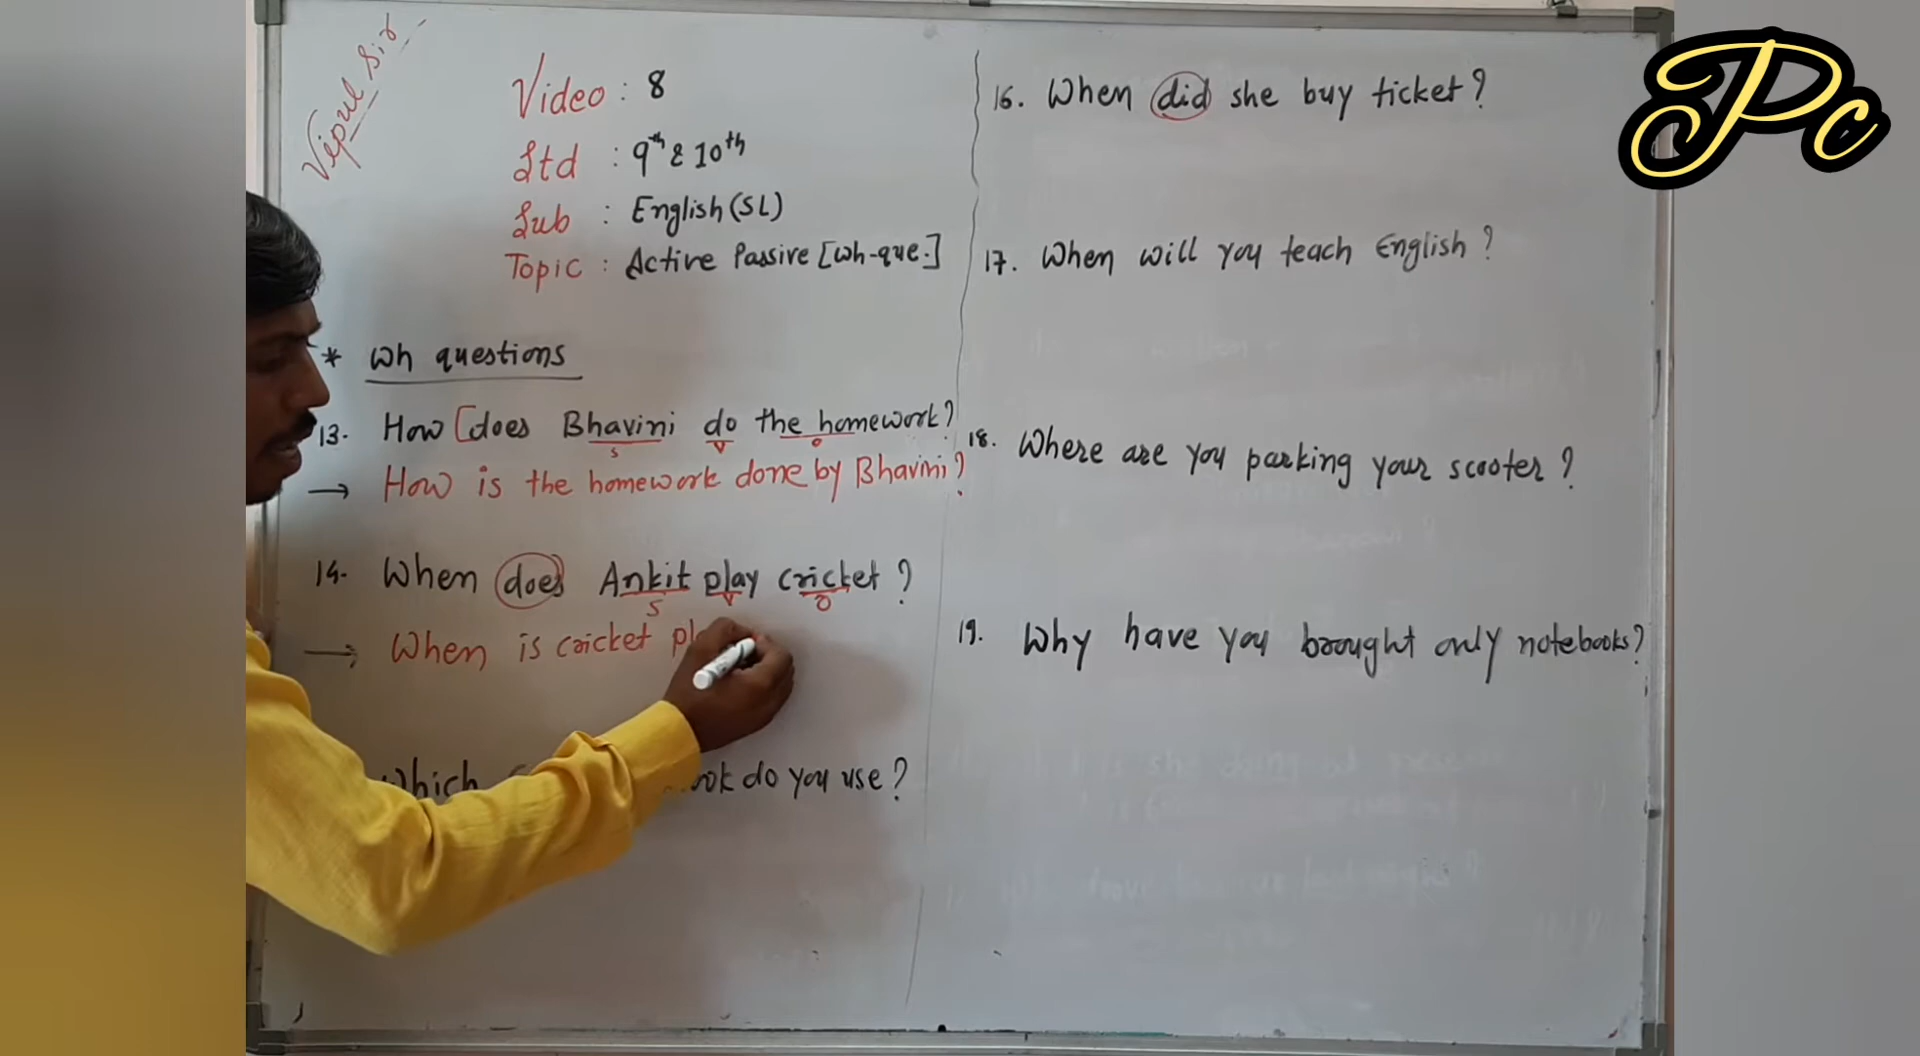 Vipul Sir
Video : 8
Std : 9th & 10th
Sub : English (SL)
Topic : Active Passive [Wh-que.]
* Wh questions
13. How [does Bhavini do the homework?
S V O
→ How is the homework done by Bhavini?
14. When does Ankit play cricket?
S V O
→ When is cricket pl
Which do you use?
16. When did she buy ticket?
17. When will you teach English?
18. Where are you parking your scooter?
19. Why have you brought only notebooks?
Pc